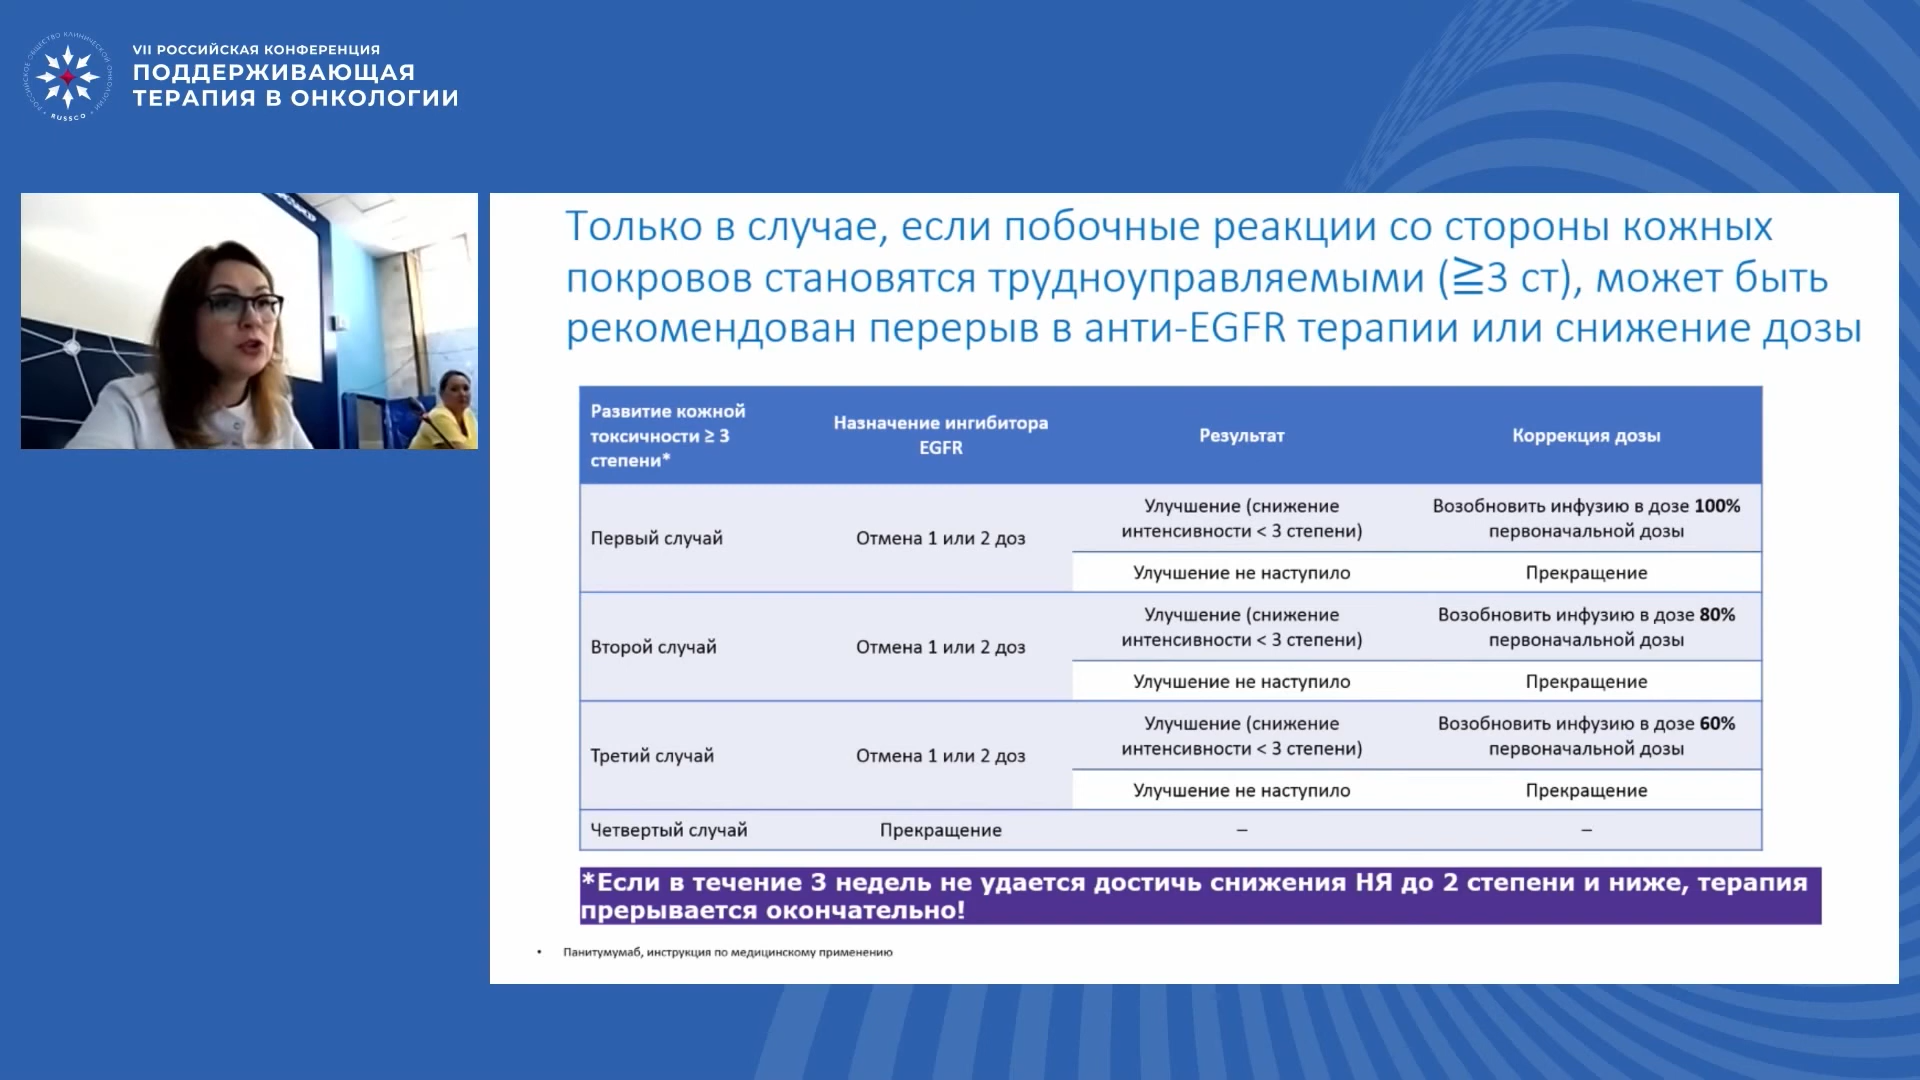 VII РОССИЙСКАЯ КОНФЕРЕНЦИЯ
ПОДДЕРЖИВАЮЩАЯ
ТЕРАПИЯ В ОНКОЛОГИИ
РОССИЙСКОЕ ОБЩЕСТВО КЛИНИЧЕСКОЙ ОНКОЛОГИИ
RUSSCO
Только в случае, если побочные реакции со стороны кожных
покровов становятся трудноуправляемыми (≧3 ст), может быть
рекомендован перерыв в анти-EGFR терапии или снижение дозы
Развитие кожной
токсичности ≥ 3
степени*
Назначение ингибитора
EGFR
Результат
Коррекция дозы
Первый случай
Отмена 1 или 2 доз
Улучшение (снижение
интенсивности < 3 степени)
Возобновить инфузию в дозе 100%
первоначальной дозы
Улучшение не наступило
Прекращение
Второй случай
Отмена 1 или 2 доз
Улучшение (снижение
интенсивности < 3 степени)
Возобновить инфузию в дозе 80%
первоначальной дозы
Улучшение не наступило
Прекращение
Третий случай
Отмена 1 или 2 доз
Улучшение (снижение
интенсивности < 3 степени)
Возобновить инфузию в дозе 60%
первоначальной дозы
Улучшение не наступило
Прекращение
Четвертый случай
Прекращение
–
–
*Если в течение 3 недель не удается достичь снижения НЯ до 2 степени и ниже, терапия
прерывается окончательно!
• Панитумумаб, инструкция по медицинскому применению